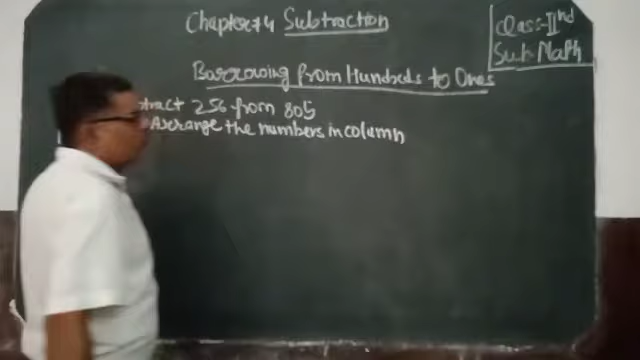 Chapter 4 Subtraction
Class-IInd
Sub-Math
Borrowing from Hundreds to Ones
tract 256 from 805
Arrange the numbers in column